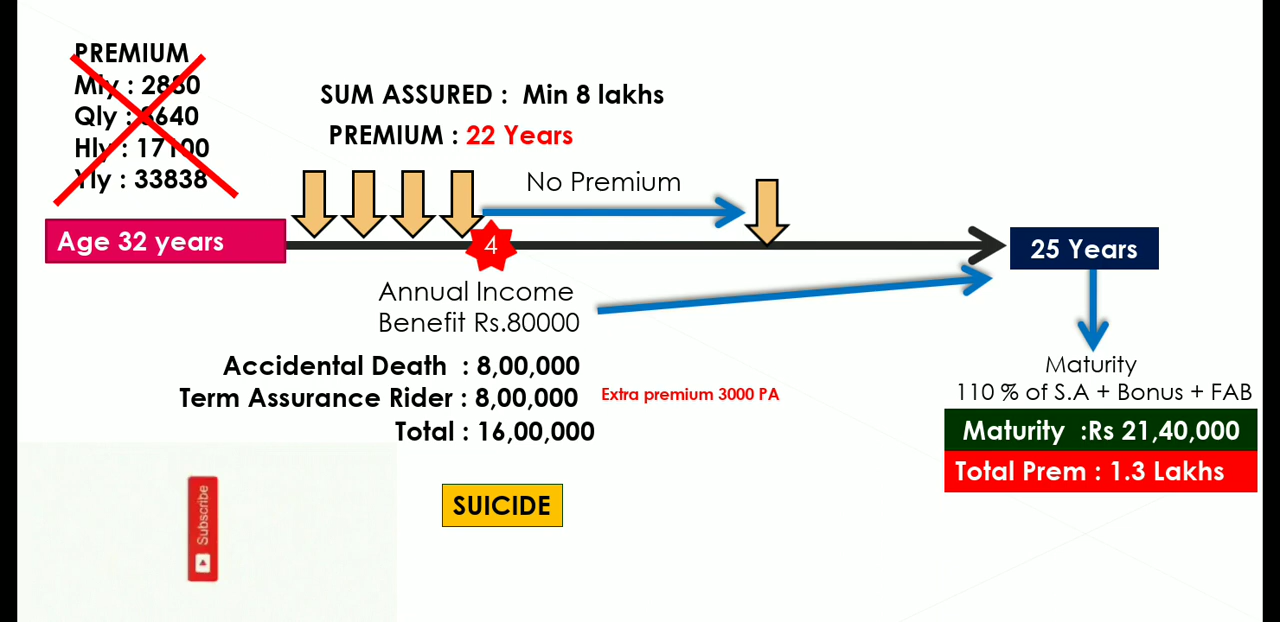 PREMIUM
Mly : 2880
Qly : 8640
Hly : 17100
Yly : 33838
SUM ASSURED : Min 8 lakhs
PREMIUM : 22 Years
No Premium
Age 32 years
4
25 Years
Annual Income
Benefit Rs.80000
Accidental Death : 8,00,000
Term Assurance Rider : 8,00,000
Extra premium 3000 PA
Total : 16,00,000
Maturity
110 % of S.A + Bonus + FAB
Maturity :Rs 21,40,000
Total Prem : 1.3 Lakhs
SUICIDE
Subscribe